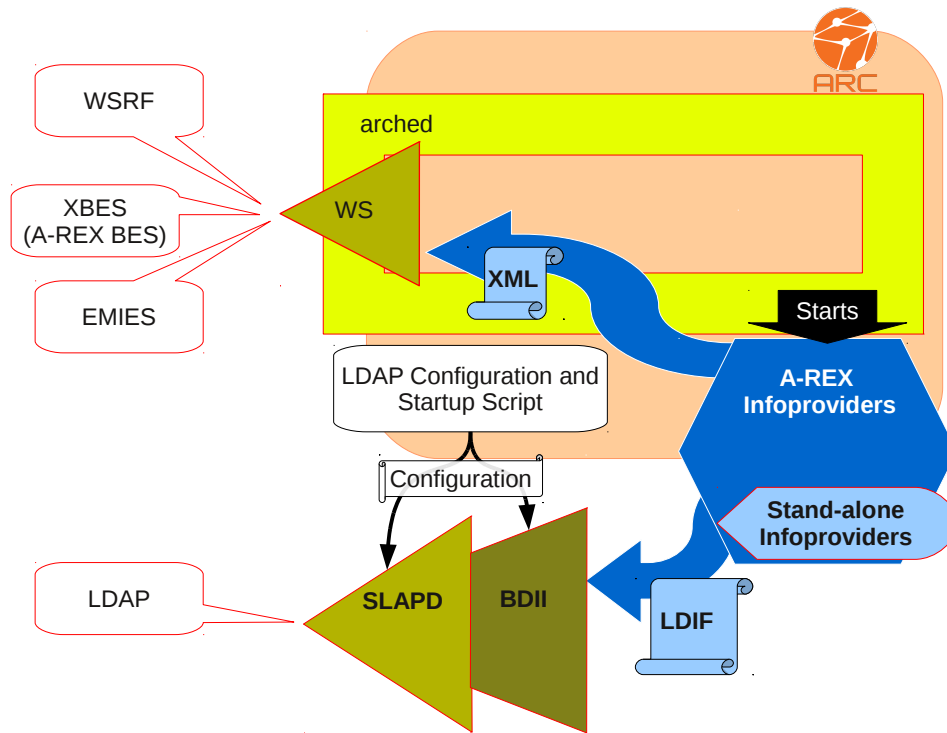 ARC
WSRF
arched
XBES
(A-REX BES)
WS
EMIES
XML
Starts
A-REX
Infoproviders
LDAP Configuration and
Startup Script
Configuration
Stand-alone
Infoproviders
LDAP
SLAPD
BDII
LDIF